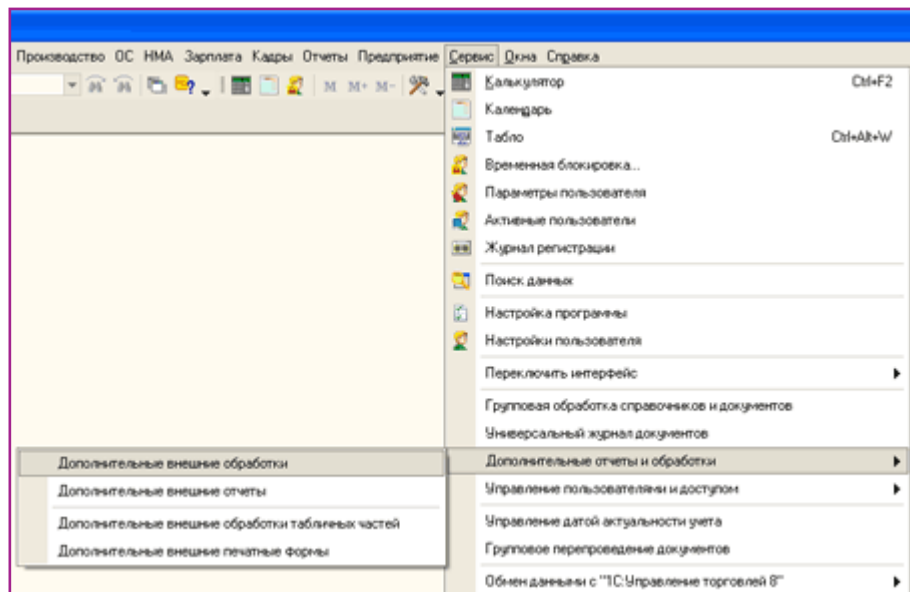 Производство ОС НМА Зарплата Кадры Отчеты Предприятие Сервис Окна Справка
M M+ M-
Калькулятор Ctrl+F2
Календарь
Табло Ctrl+Alt+W
Временная блокировка...
Параметры пользователя
Активные пользователи
Журнал регистрации
Поиск данных
Настройка программы
Настройки пользователя
Переключить интерфейс
Групповая обработка справочников и документов
Универсальный журнал документов
Дополнительные отчеты и обработки
Управление пользователями и доступом
Управление датой актуальности учета
Групповое перепроведение документов
Обмен данными с "1С:Управление торговлей 8"
Дополнительные внешние обработки
Дополнительные внешние отчеты
Дополнительные внешние обработки табличных частей
Дополнительные внешние печатные формы